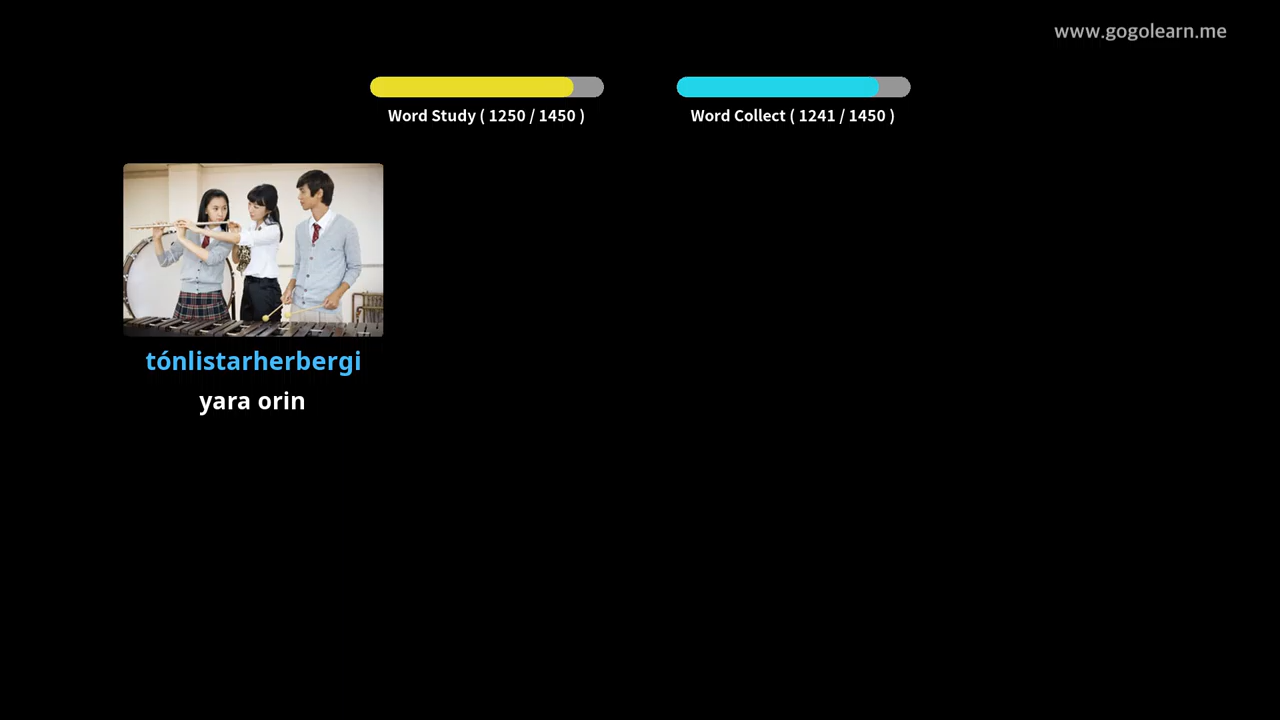 www.gogolearn.me
Word Study ( 1250 / 1450 )
Word Collect ( 1241 / 1450 )
tónlistarherbergi
yara orin